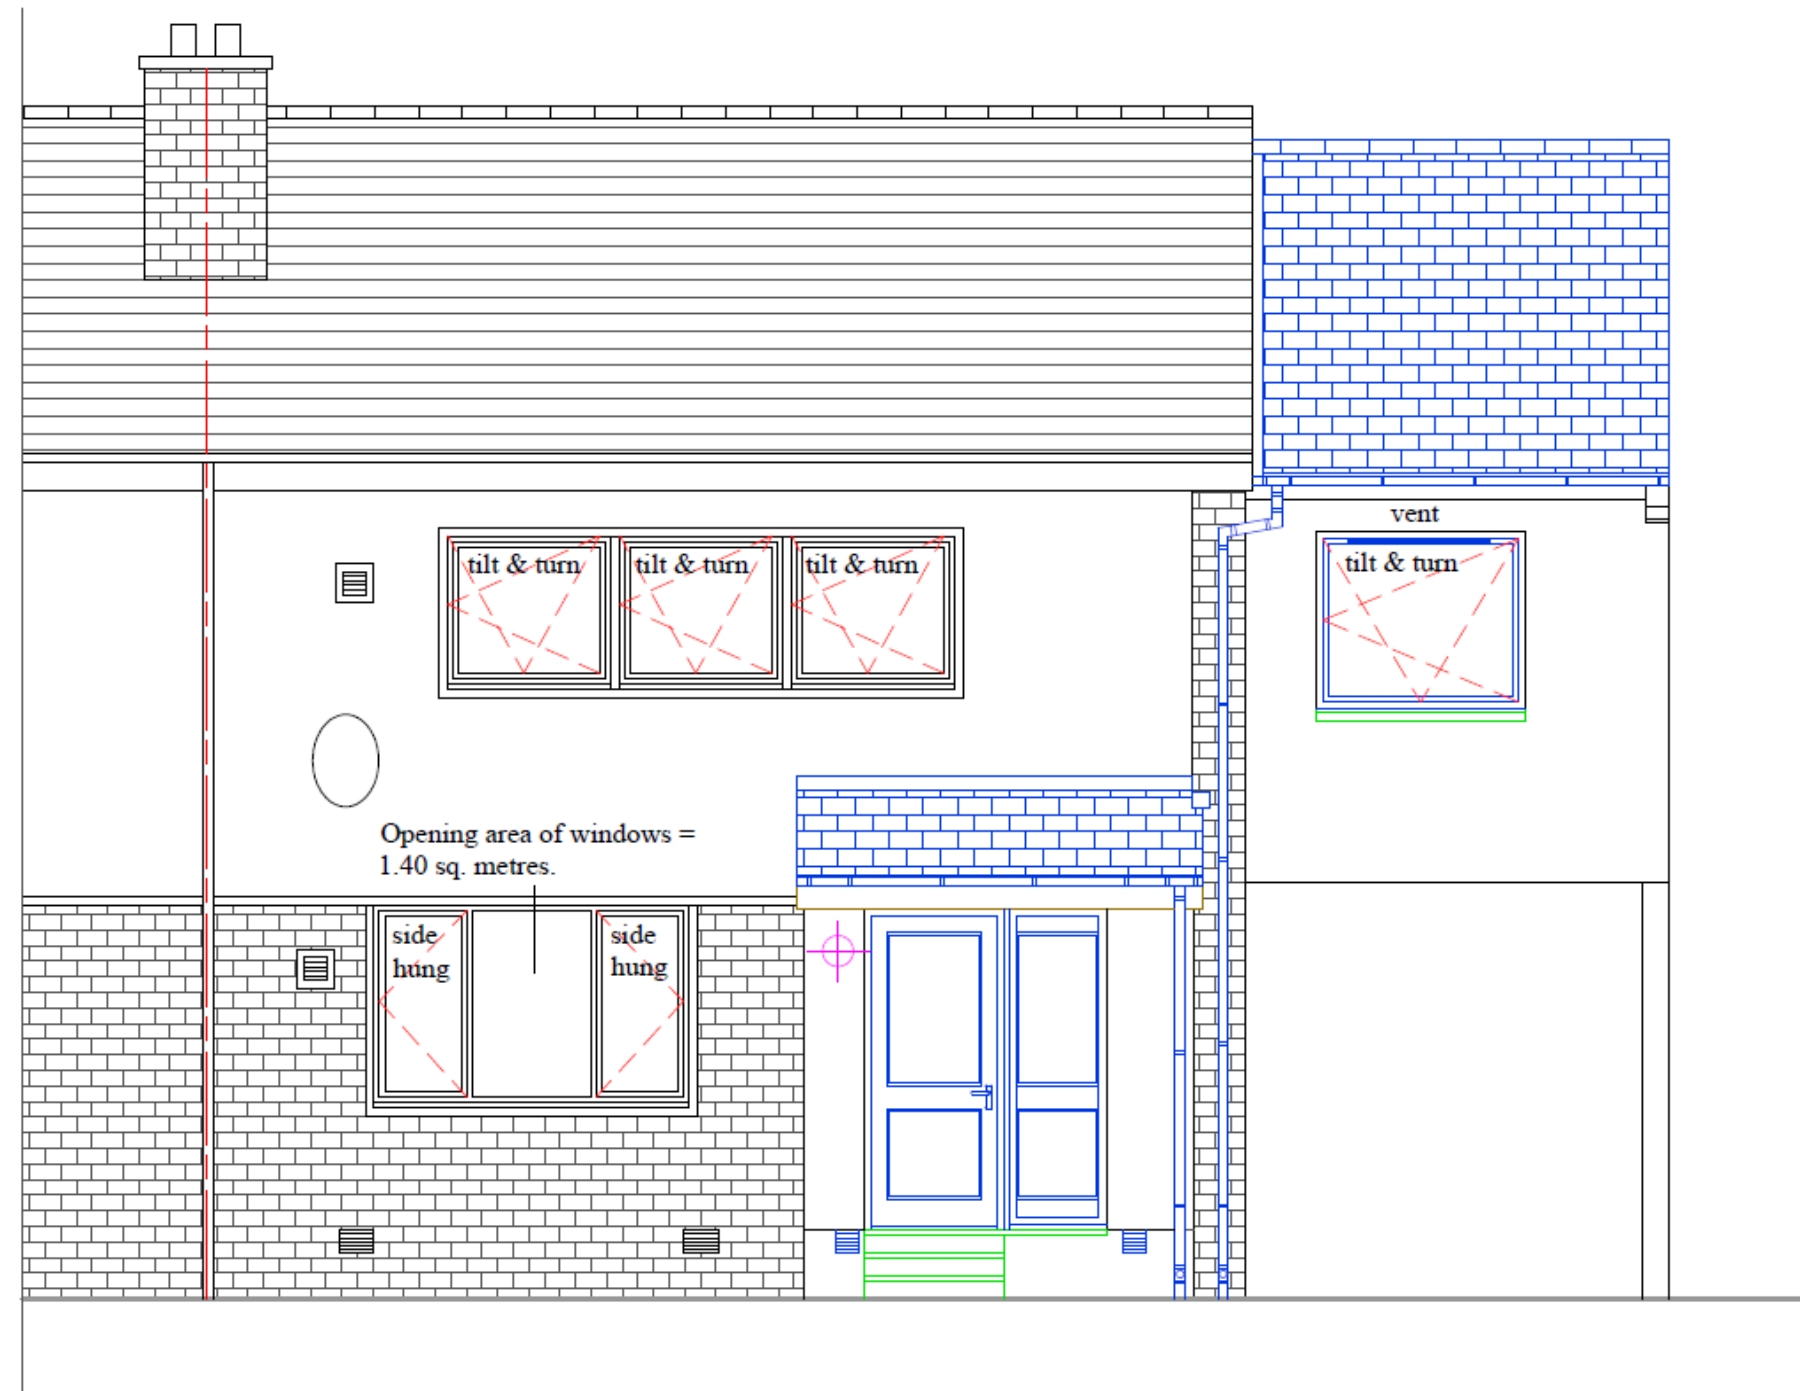 vent
tilt & turn
tilt & turn
tilt & turn
tilt & turn
Opening area of windows =
1.40 sq. metres.
side
hung
side
hung